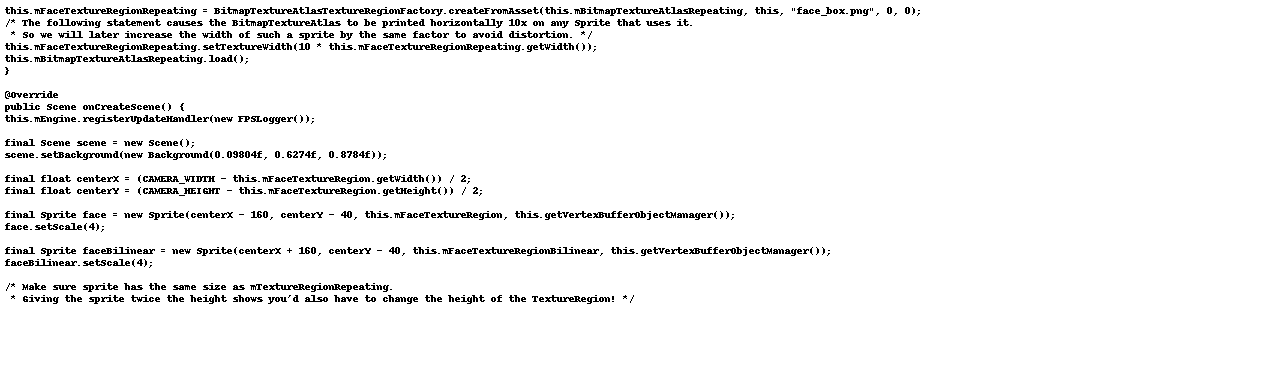 this.mFaceTextureRegionRepeating = BitmapTextureAtlasTextureRegionFactory.createFromAsset(this.mBitmapTextureAtlasRepeating, this, "face_box.png", 0, 0);
/* The following statement causes the BitmapTextureAtlas to be printed horizontally 10x on any Sprite that uses it.
* So we will later increase the width of such a sprite by the same factor to avoid distortion. */
this.mFaceTextureRegionRepeating.setTextureWidth(10 * this.mFaceTextureRegionRepeating.getWidth());
this.mBitmapTextureAtlasRepeating.load();
}
@Override
public Scene onCreateScene() {
this.mEngine.registerUpdateHandler(new FPSLogger());
final Scene scene = new Scene();
scene.setBackground(new Background(0.09804f, 0.6274f, 0.8784f));
final float centerX = (CAMERA_WIDTH - this.mFaceTextureRegion.getWidth()) / 2;
final float centerY = (CAMERA_HEIGHT - this.mFaceTextureRegion.getHeight()) / 2;
final Sprite face = new Sprite(centerX - 160, centerY - 40, this.mFaceTextureRegion, this.getVertexBufferObjectManager());
face.setScale(4);
final Sprite faceBilinear = new Sprite(centerX + 160, centerY - 40, this.mFaceTextureRegionBilinear, this.getVertexBufferObjectManager());
faceBilinear.setScale(4);
/* Make sure sprite has the same size as mTextureRegionRepeating.
* Giving the sprite twice the height shows you'd also have to change the height of the TextureRegion! */